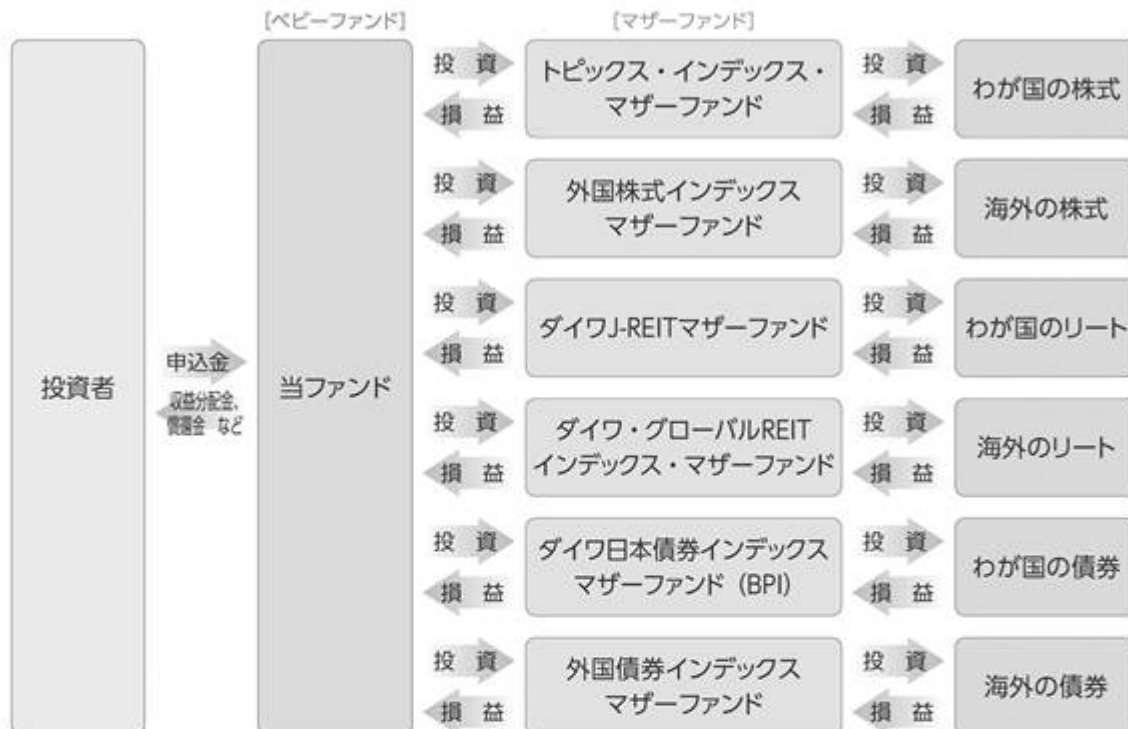 [ベビーファンド]
[マザーファンド]
投資者
申込金
収益分配金、
償還金 など
当ファンド
投 資
損 益
トピックス・インデックス・
マザーファンド
投 資
損 益
わが国の株式
投 資
損 益
外国株式インデックス
マザーファンド
投 資
損 益
海外の株式
投 資
損 益
ダイワJ-REITマザーファンド
投 資
損 益
わが国のリート
投 資
損 益
ダイワ・グローバルREIT
インデックス・マザーファンド
投 資
損 益
海外のリート
投 資
損 益
ダイワ日本債券インデックス
マザーファンド（BPI）
投 資
損 益
わが国の債券
投 資
損 益
外国債券インデックス
マザーファンド
投 資
損 益
海外の債券